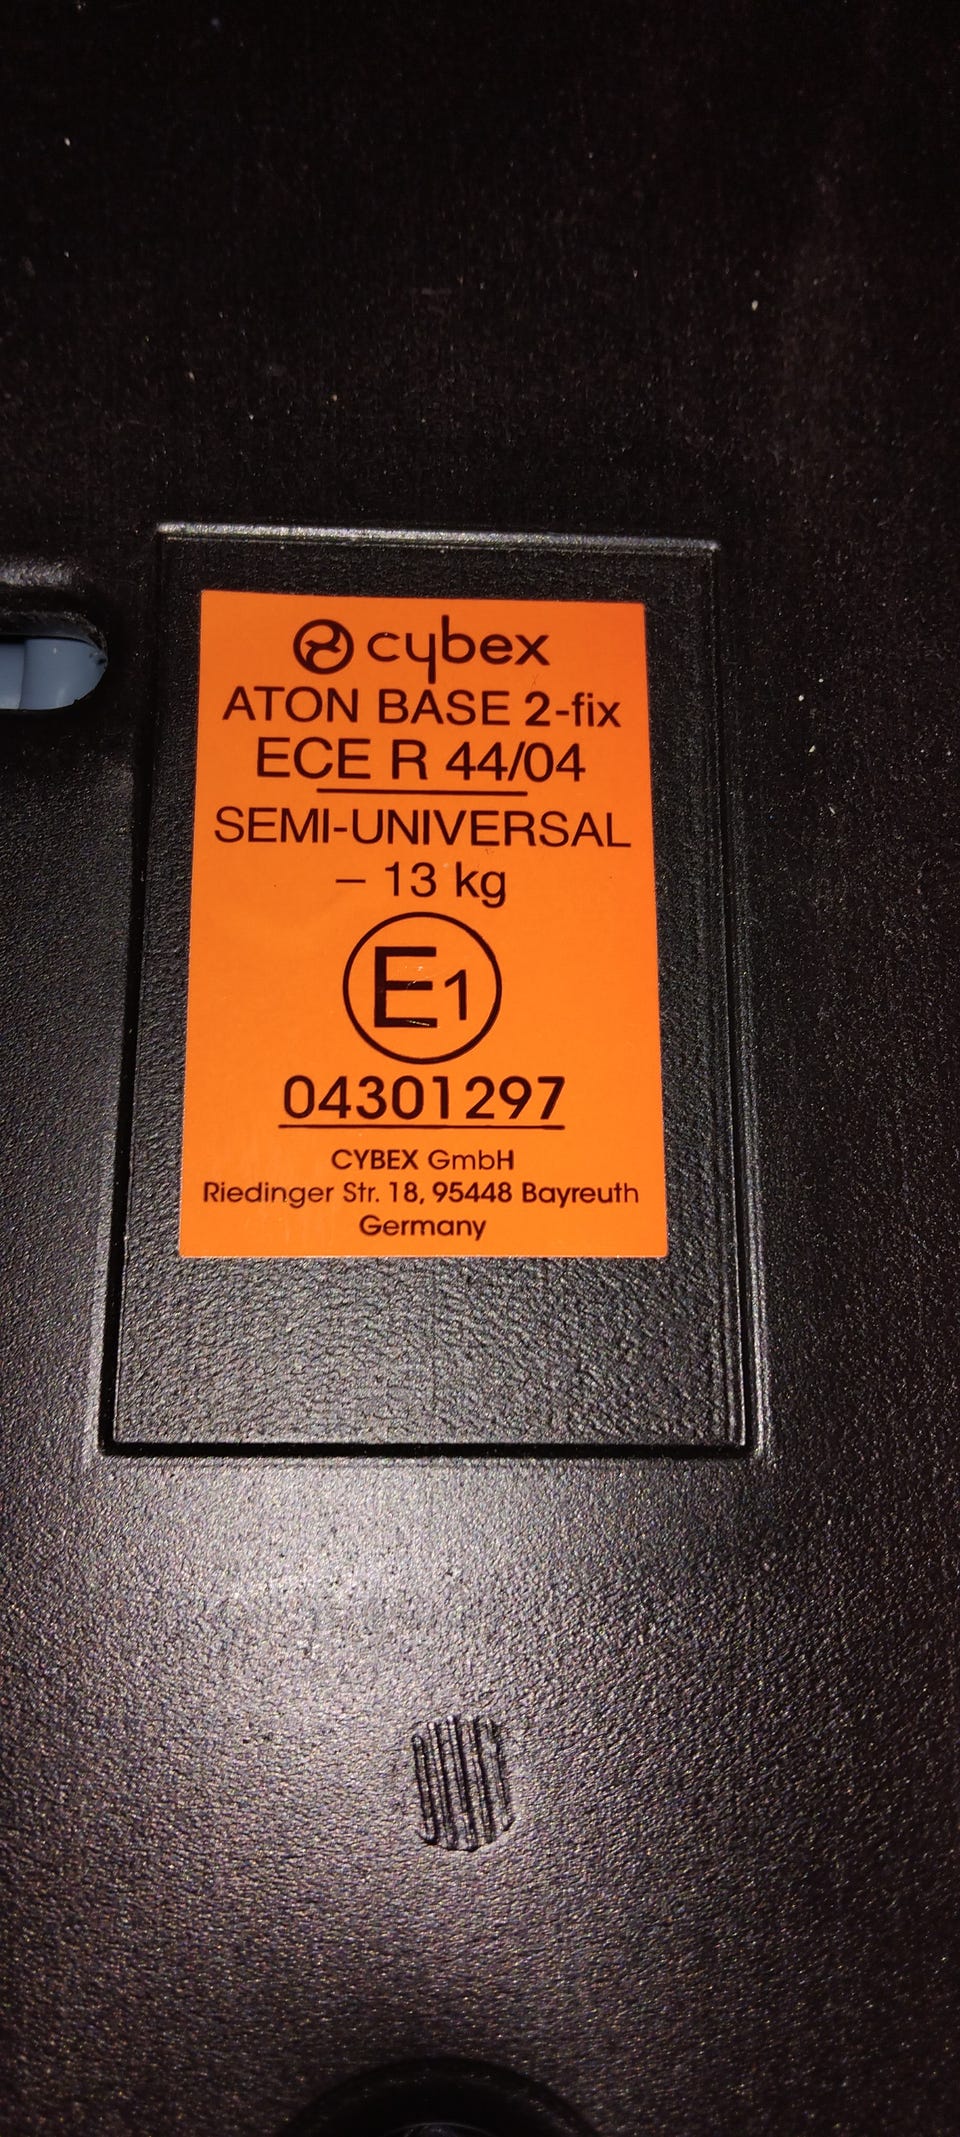 cybex
ATON BASE 2-fix
ECE R 44/04
SEMI-UNIVERSAL
– 13 kg
E1
04301297
CYBEX GmbH
Riedinger Str. 18, 95448 Bayreuth
Germany